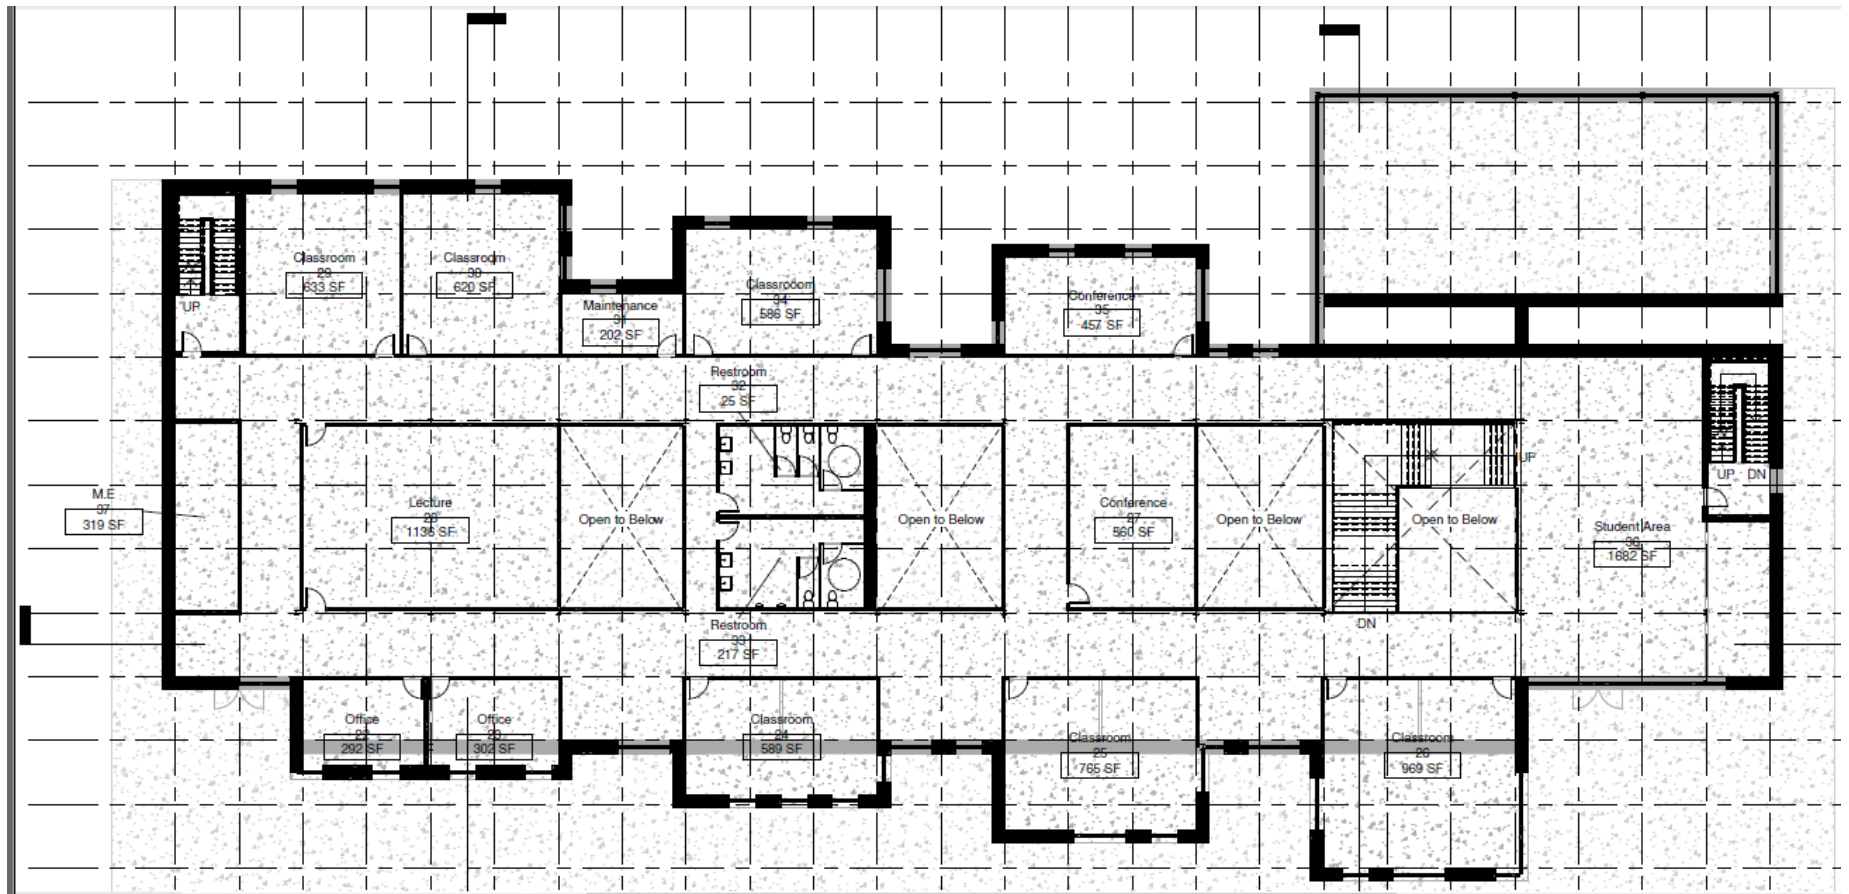 Classroom
29
633 SF
Classroom
30
620 SF
UP
Maintenance
31
202 SF
Classrooom
34
586 SF
Conference
35
457 SF
Restroom
32
25 SF
M.E
37
319 SF
Lecture
28
Open to Below
Open to Below
Conference
27
560 SF
Open to Below
Open to Below
UP
Student Area
36
1682 SF
UP
DN
DN
Restroom
33
217 SF
Office
22
292 SF
Office
23
302 SF
Classroom
24
589 SF
Classroom
25
765 SF
Classroom
26
969 SF